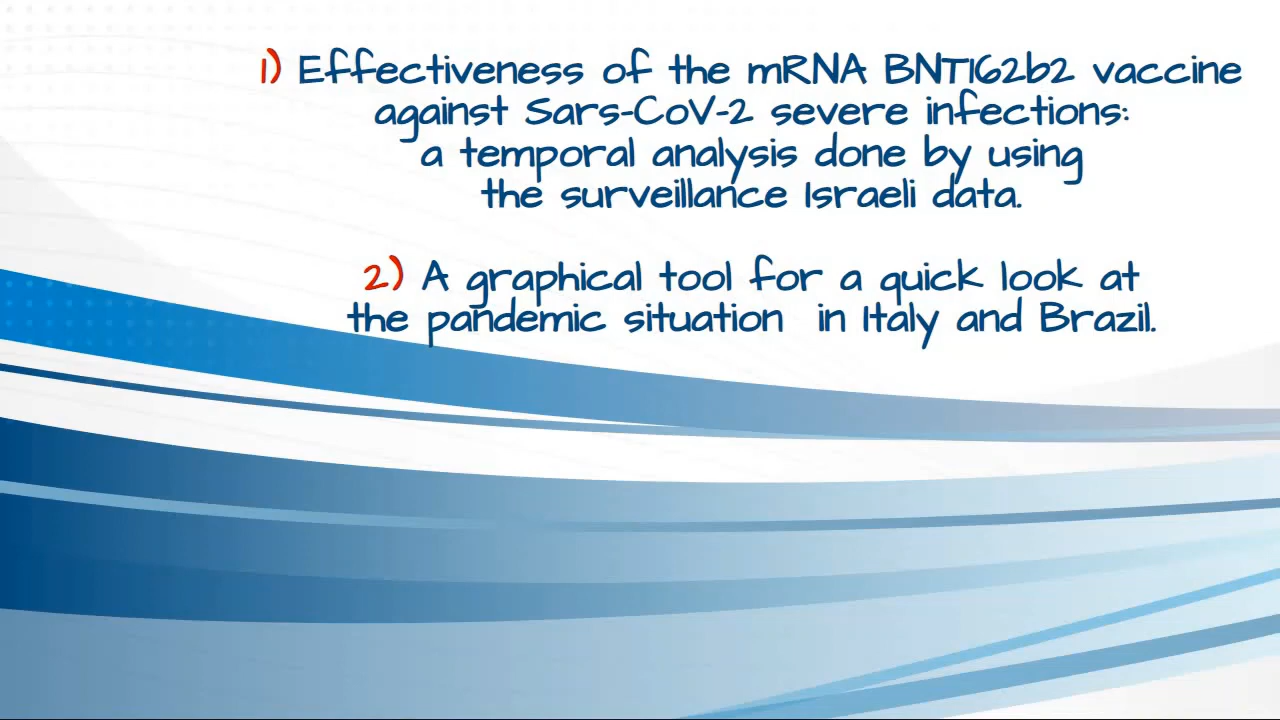 1) Effectiveness of the mRNA BNT162b2 vaccine
against Sars-CoV-2 severe infections:
a temporal analysis done by using
the surveillance Israeli data.
2) A graphical tool for a quick look at
the pandemic situation in Italy and Brazil.